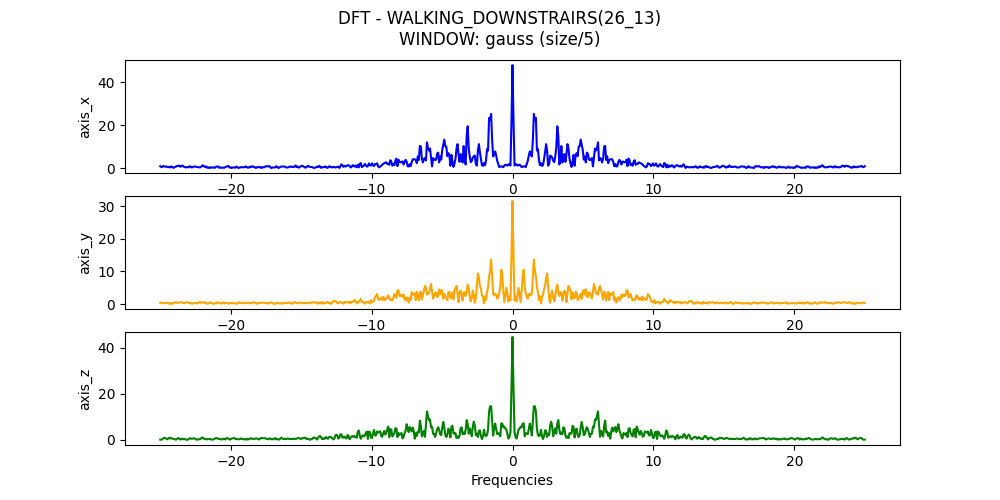 DFT - WALKING_DOWNSTAIRS(26_13)
WINDOW: gauss (size/5)
axis_x
40
20
0
−20 −10 0 10 20
axis_y
30
20
10
0
−20 −10 0 10 20
axis_z
40
20
0
−20 −10 0 10 20
Frequencies